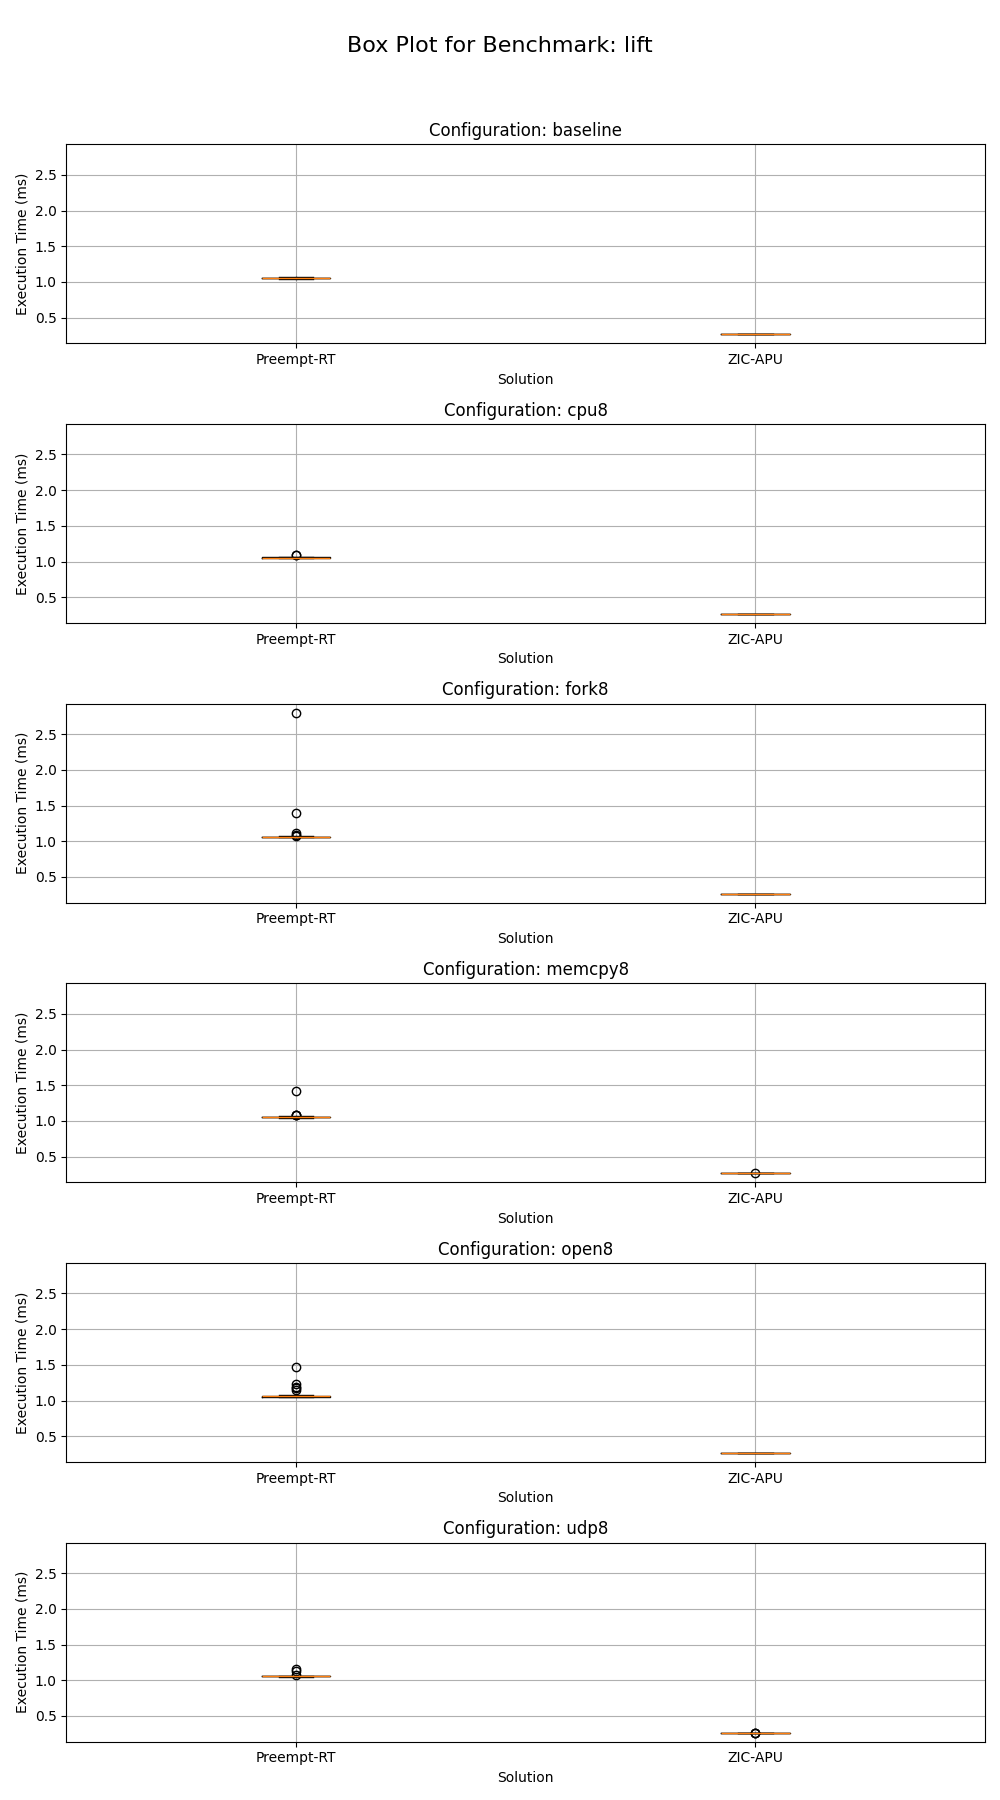 Box Plot for Benchmark: lift
Configuration: baseline
Execution Time (ms)
2.5
2.0
1.5
1.0
0.5
Preempt-RT ZIC-APU
Solution
Configuration: cpu8
Execution Time (ms)
2.5
2.0
1.5
1.0
0.5
Preempt-RT ZIC-APU
Solution
Configuration: fork8
Execution Time (ms)
2.5
2.0
1.5
1.0
0.5
Preempt-RT ZIC-APU
Solution
Configuration: memcpy8
Execution Time (ms)
2.5
2.0
1.5
1.0
0.5
Preempt-RT ZIC-APU
Solution
Configuration: open8
Execution Time (ms)
2.5
2.0
1.5
1.0
0.5
Preempt-RT ZIC-APU
Solution
Configuration: udp8
Execution Time (ms)
2.5
2.0
1.5
1.0
0.5
Preempt-RT ZIC-APU
Solution